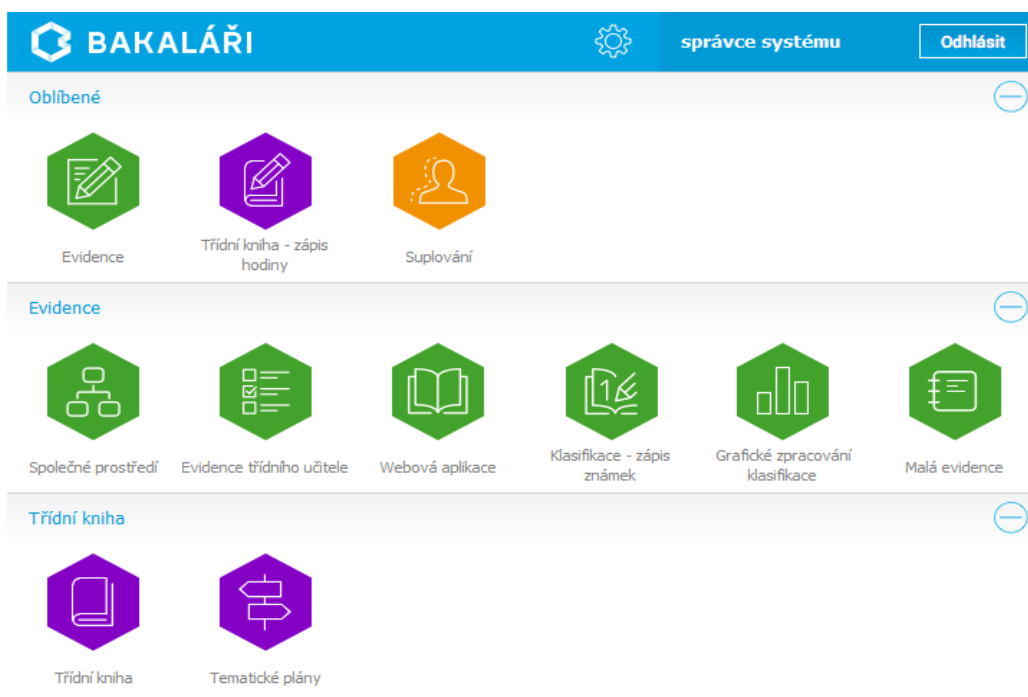 BAKALÁŘI
správce systému
Odhlásit
Oblíbené
Evidence
Třídní kniha - zápis
hodiny
Suplování
Evidence
1
Společné prostředí
Evidence třídního učitele
Webová aplikace
Klasifikace - zápis
známek
Grafické zpracování
klasifikace
Malá evidence
Třídní kniha
Třídní kniha
Tematické plány